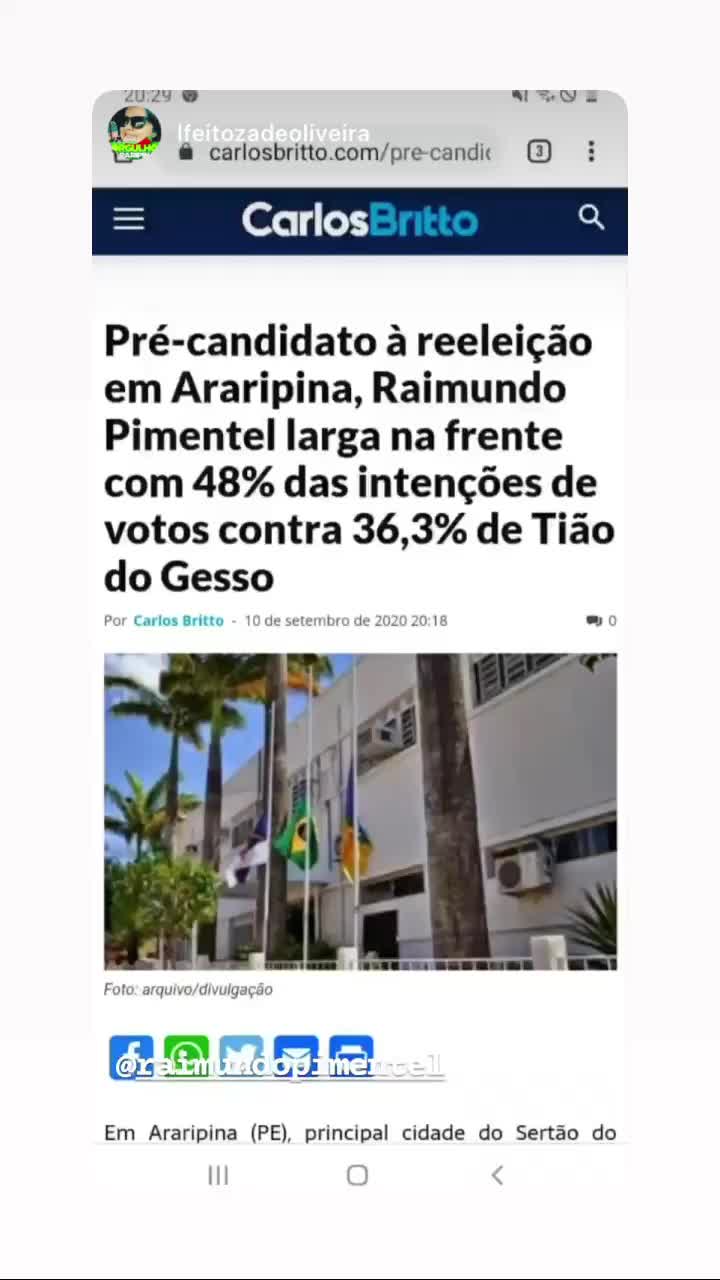 20:29
lfeitozadeoliveira
carlosbritto.com/pre-candic
3
CarlosBritto
Pré-candidato à reeleição
em Araripina, Raimundo
Pimentel larga na frente
com 48% das intenções de
votos contra 36,3% de Tião
do Gesso
Por Carlos Britto - 10 de setembro de 2020 20:18
0
Foto: arquivo/divulgação
@raimundopimentel
Em Araripina (PE), principal cidade do Sertão do